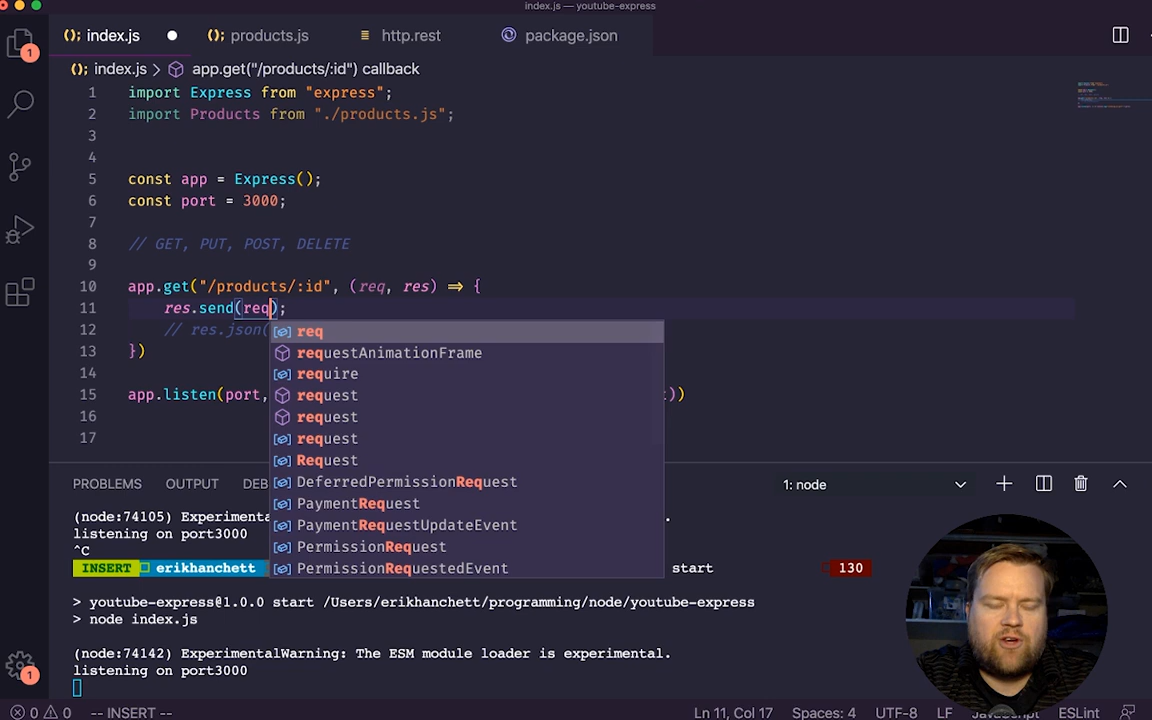 index.js — youtube-express
index.js products.js http.rest package.json
index.js > app.get("/products/:id") callback
1 import Express from "express";
2 import Products from "./products.js";
3
4
5 const app = Express();
6 const port = 3000;
7
8 // GET, PUT, POST, DELETE
9
10 app.get("/products/:id", (req, res) => {
11 res.send(req);
12 // res.json(
13 })
14
15 app.listen(port, ))
16
17
req
requestAnimationFrame
require
request
request
request
Request
DeferredPermissionRequest
PaymentRequest
PaymentRequestUpdateEvent
PermissionRequest
PermissionRequestedEvent
PROBLEMS OUTPUT DEB 1: node
(node:74105) Experimenta .
listening on port3000
^C
INSERT erikhanchett start 130
> youtube-express@1.0.0 start /Users/erikhanchett/programming/node/youtube-express
> node index.js
(node:74142) ExperimentalWarning: The ESM module loader is experimental.
listening on port3000
1
1
0 0 -- INSERT -- Ln 11, Col 17 Spaces: 4 UTF-8 LF JavaScript ESLint